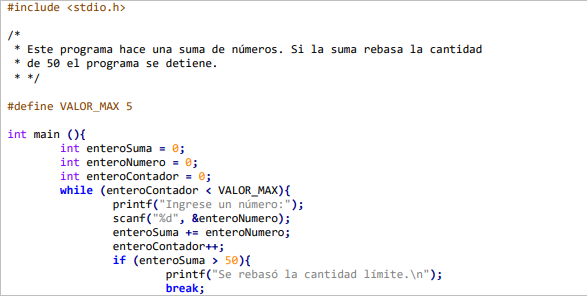 #include <stdio.h>
/*
* Este programa hace una suma de números. Si la suma rebasa la cantidad
* de 50 el programa se detiene.
* */
#define VALOR_MAX 5
int main (){
int enteroSuma = 0;
int enteroNumero = 0;
int enteroContador = 0;
while (enteroContador < VALOR_MAX){
printf("Ingrese un número:");
scanf("%d", &enteroNumero);
enteroSuma += enteroNumero;
enteroContador++;
if (enteroSuma > 50){
printf("Se rebasó la cantidad límite.\n");
break;